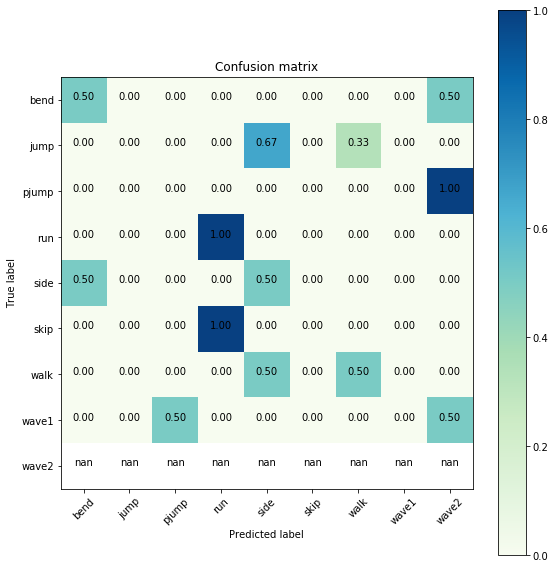 Confusion matrix
bend 0.50 0.00 0.00 0.00 0.00 0.00 0.00 0.00 0.50
jump 0.00 0.00 0.00 0.00 0.67 0.00 0.33 0.00 0.00
pjump 0.00 0.00 0.00 0.00 0.00 0.00 0.00 0.00 1.00
run 0.00 0.00 0.00 1.00 0.00 0.00 0.00 0.00 0.00
side 0.50 0.00 0.00 0.00 0.50 0.00 0.00 0.00 0.00
skip 0.00 0.00 0.00 1.00 0.00 0.00 0.00 0.00 0.00
walk 0.00 0.00 0.00 0.00 0.50 0.00 0.50 0.00 0.00
wave1 0.00 0.00 0.50 0.00 0.00 0.00 0.00 0.00 0.50
wave2 nan nan nan nan nan nan nan nan nan
bend jump pjump run side skip walk wave1 wave2
Predicted label
True label
1.0
0.8
0.6
0.4
0.2
0.0